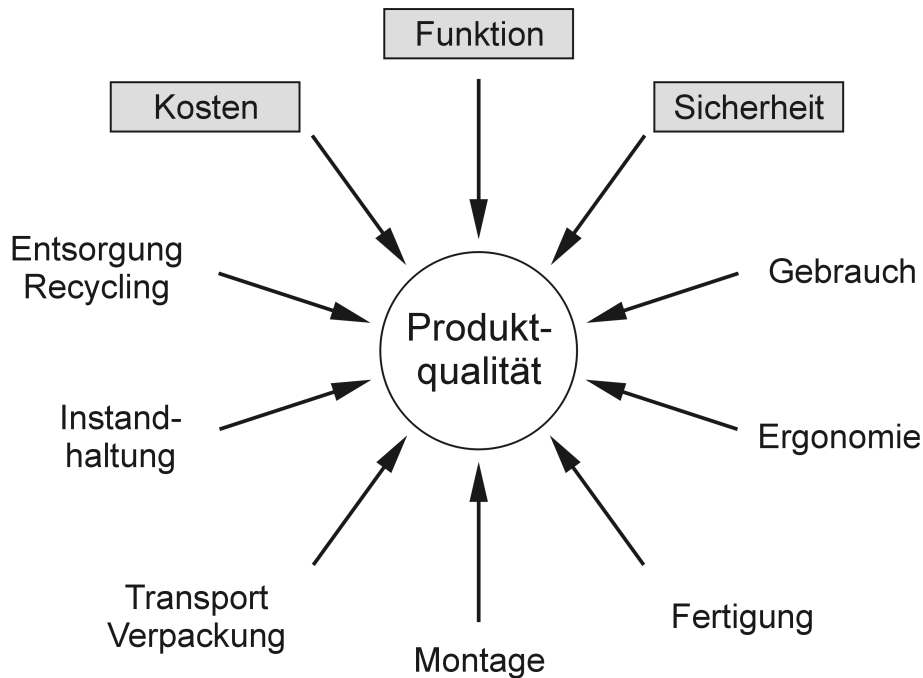 Funktion
Kosten
Sicherheit
Entsorgung
Recycling
Gebrauch
Produkt-
qualität
Instand-
haltung
Ergonomie
Transport
Verpackung
Fertigung
Montage